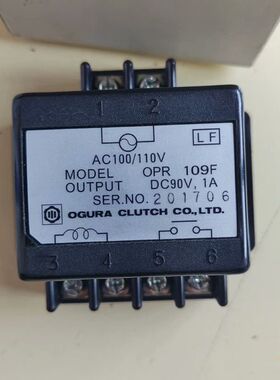 1 2
LF
AC100/110V
MODEL OPR 109F
OUTPUT DC90V, 1A
SER.NO. 201706
OGURA CLUTCH CO., LTD.
3 4 5 6